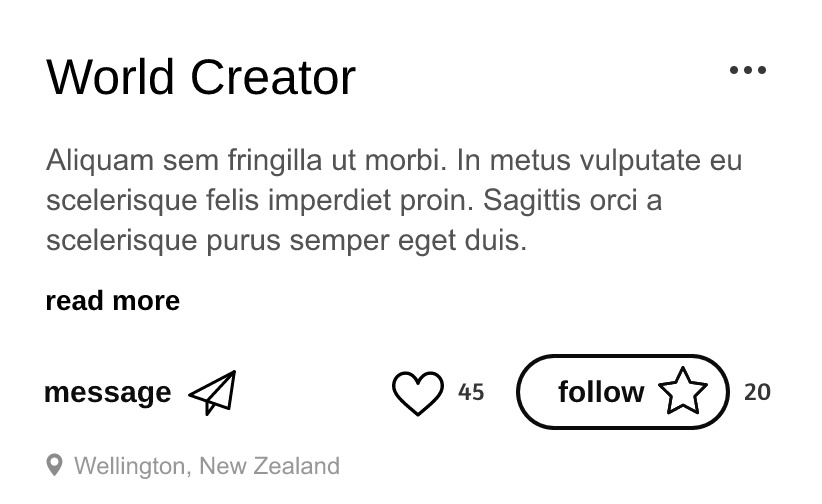 World Creator
Aliquam sem fringilla ut morbi. In metus vulputate eu
scelerisque felis imperdiet proin. Sagittis orci a
scelerisque purus semper eget duis.
read more
message 45 follow 20
Wellington, New Zealand